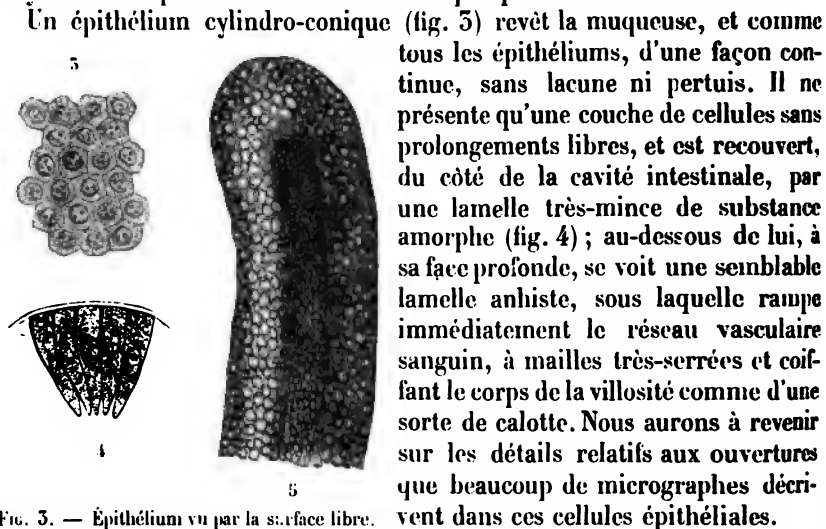 Un épithélium cylindro-conique (fig. 3) revêt la muqueuse, et comme
tous les épithéliums, d'une façon con-
tinue, sans lacune ni pertuis. Il ne
présente qu'une couche de cellules sans
prolongements libres, et est recouvert,
du côté de la cavité intestinale, par
une lamelle très-mince de substance
amorphe (fig. 4) ; au-dessous de lui, à
sa face profonde, se voit une semblable
lamelle anhiste, sous laquelle rampe
immédiatement le réseau vasculaire
sanguin, à mailles très-serrées et coif-
fant le corps de la villosité comme d'une
sorte de calotte. Nous aurons à revenir
sur les détails relatifs aux ouvertures
que beaucoup de micrographes décri-
vent dans ces cellules épithéliales.
3
4
5
Fig. 3. — Épithélium vu par la surface libre.